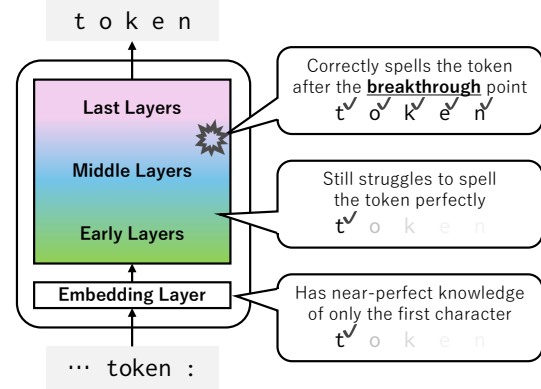 t o k e n
Last Layers
Middle Layers
Early Layers
Embedding Layer
… token :
Correctly spells the token
after the breakthrough point
t o k e n
Still struggles to spell
the token perfectly
t o k e n
Has near-perfect knowledge
of only the first character
t o k e n